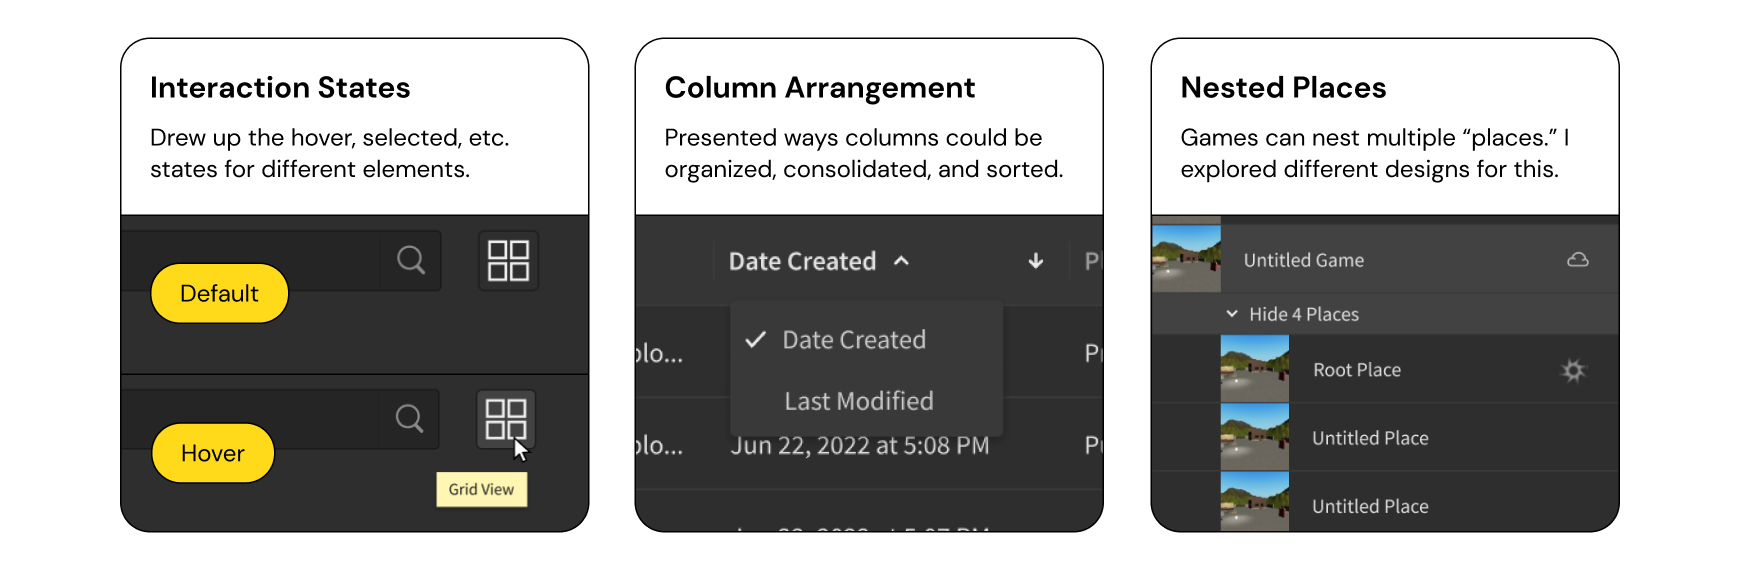 Interaction States
Drew up the hover, selected, etc.
states for different elements.
Default
Hover
Grid View
Column Arrangement
Presented ways columns could be
organized, consolidated, and sorted.
Date Created
Date Created
Last Modified
Jun 22, 2022 at 5:08 PM
Nested Places
Games can nest multiple “places.” I
explored different designs for this.
Untitled Game
Hide 4 Places
Root Place
Untitled Place
Untitled Place